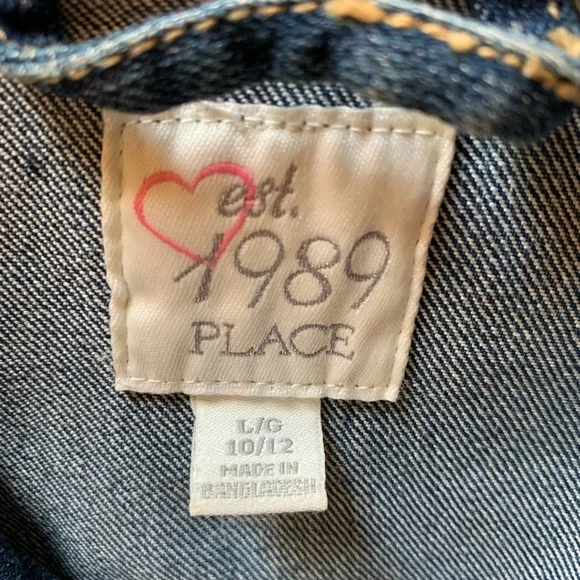 est.
1989
PLACE
L/G
10/12
MADE IN
BANGLADESH